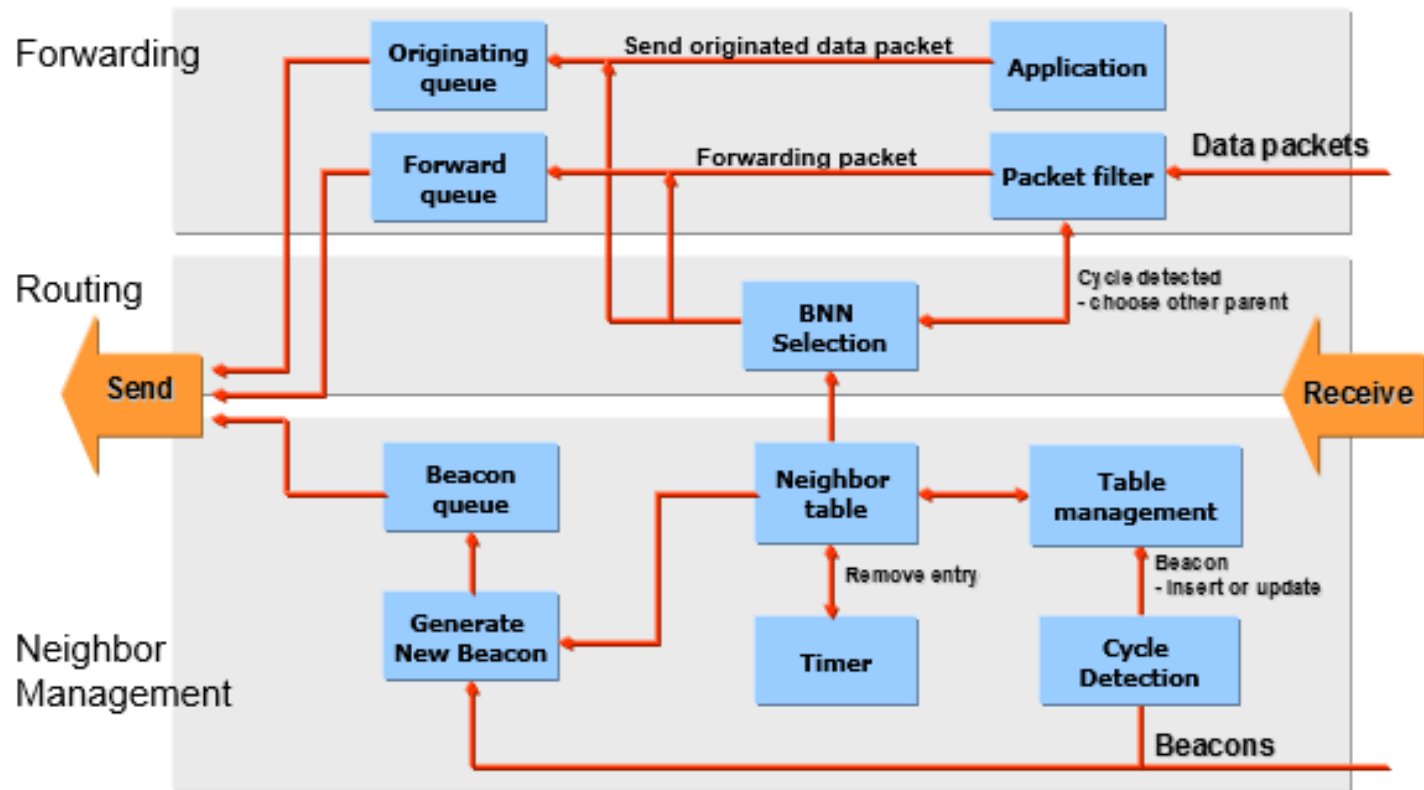 Forwarding
Originating
queue
Send originated data packet
Application
Forward
queue
Forwarding packet
Packet filter
Data packets
Routing
BNN
Selection
Cycle detected
- choose other parent
Send
Receive
Beacon
queue
Neighbor
table
Table
management
Remove entry
Beacon
- Insert or update
Neighbor
Management
Generate
New Beacon
Timer
Cycle
Detection
Beacons